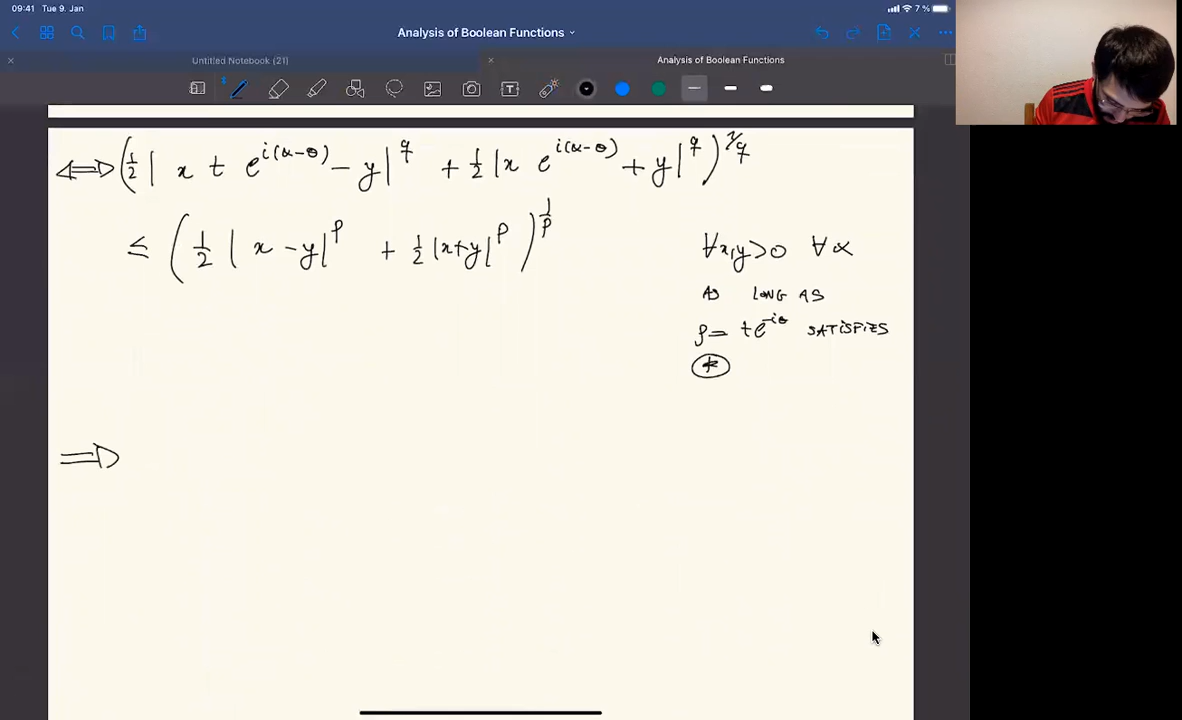 09:41 Tue 9. Jan 7 %
Analysis of Boolean Functions
Untitled Notebook (21) Analysis of Boolean Functions
⟺ (½ | x t e^{i(α-θ)} - y|^q + ½ |x e^{i(α-θ)} + y|^q)^{1/q}
≤ (½ | x - y|^p + ½ |x+y|^p)^{1/p} ∀x,y>0 ∀α
AS LONG AS
ρ = te^{-iθ} SATISFIES
*
⟹